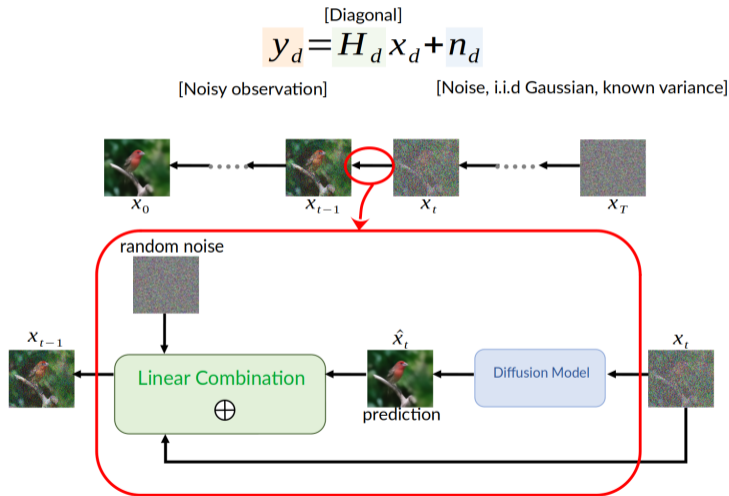 [Diagonal]
y_d = H_d x_d + n_d
[Noisy observation] [Noise, i.i.d Gaussian, known variance]
x_0 x_{t-1} x_t x_T
random noise
x_{t-1} x̂_t x_t
Linear Combination
Diffusion Model
prediction